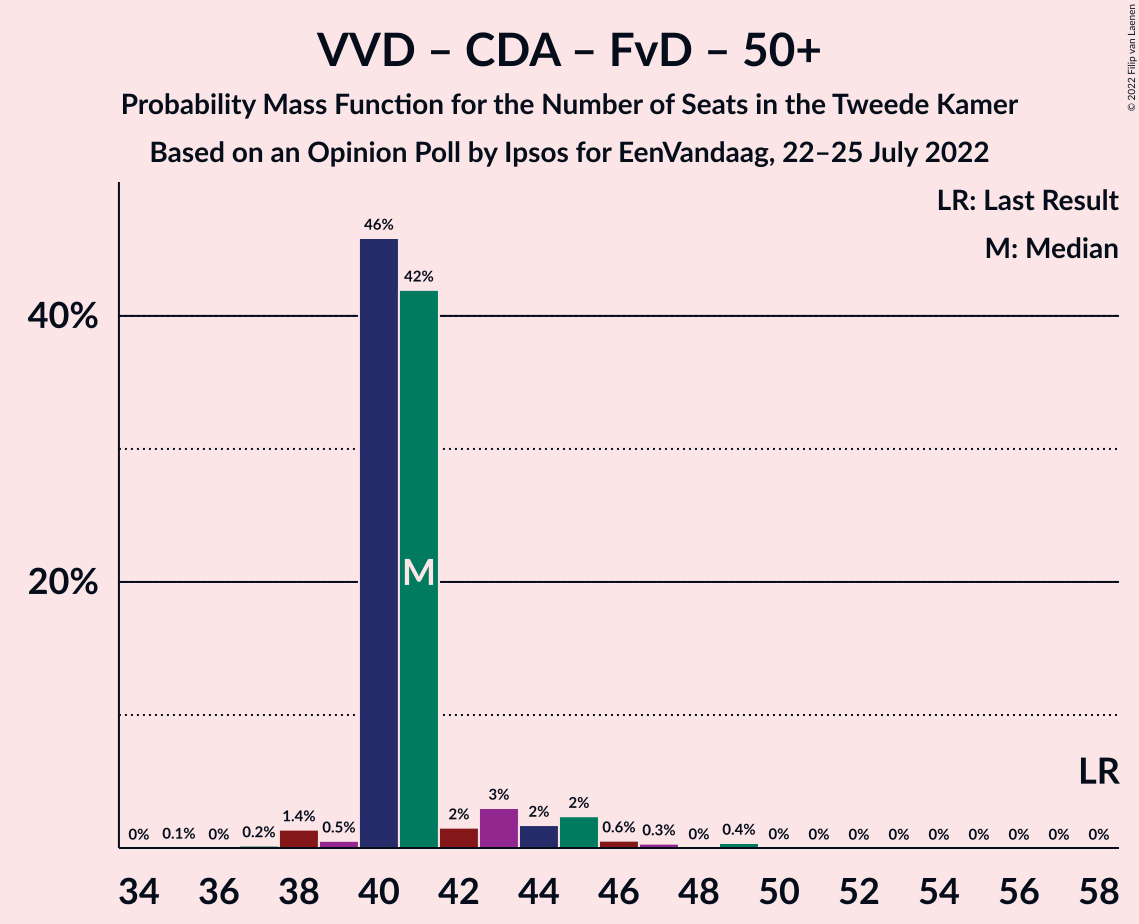 VVD – CDA – FvD – 50+
Probability Mass Function for the Number of Seats in the Tweede Kamer
Based on an Opinion Poll by Ipsos for EenVandaag, 22–25 July 2022
© 2022 Filip van Laenen
LR: Last Result
M: Median
40%
20%
0% 0.1% 0% 0.2% 1.4% 0.5% 46% 42% 2% 3% 2% 2% 0.6% 0.3% 0% 0.4% 0% 0% 0% 0% 0% 0% 0% 0% 0%
M
LR
34 36 38 40 42 44 46 48 50 52 54 56 58